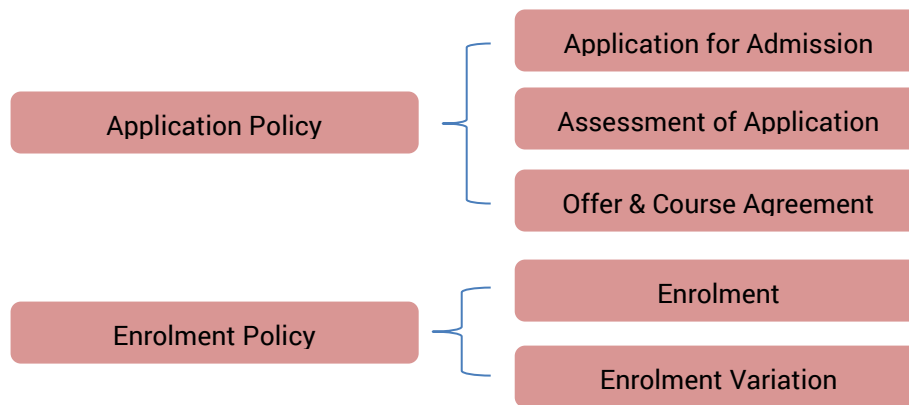 Application Policy
Application for Admission
Assessment of Application
Offer & Course Agreement
Enrolment Policy
Enrolment
Enrolment Variation